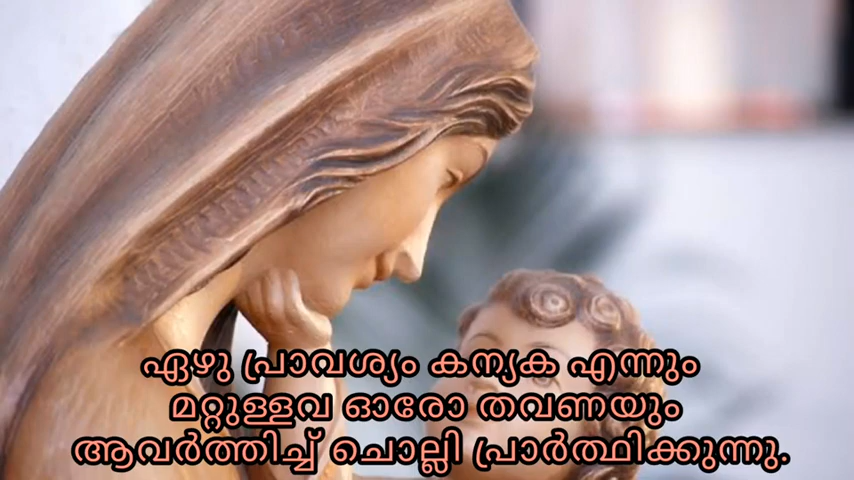 ഏഴു പ്രാവശ്യം കന്യക എന്നും
മറ്റുള്ളവ ഓരോ തവണയും
ആവർത്തിച്ച് ചൊല്ലി പ്രാർത്ഥിക്കുന്നു.